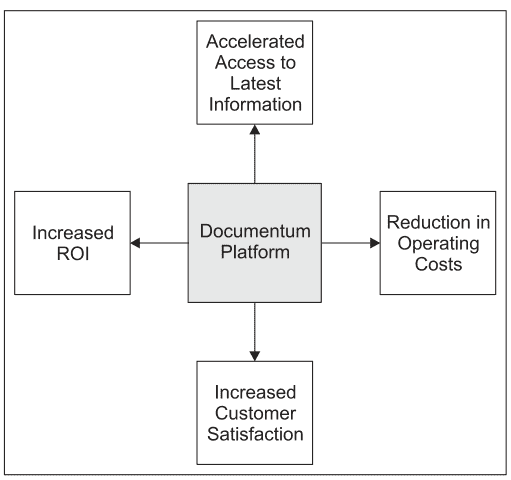 Accelerated
Access to
Latest
Information
Increased
ROI
Documentum
Platform
Reduction in
Operating
Costs
Increased
Customer
Satisfaction